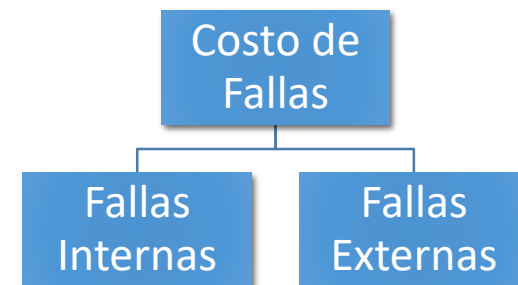 Costo de
Fallas
Fallas
Internas
Fallas
Externas